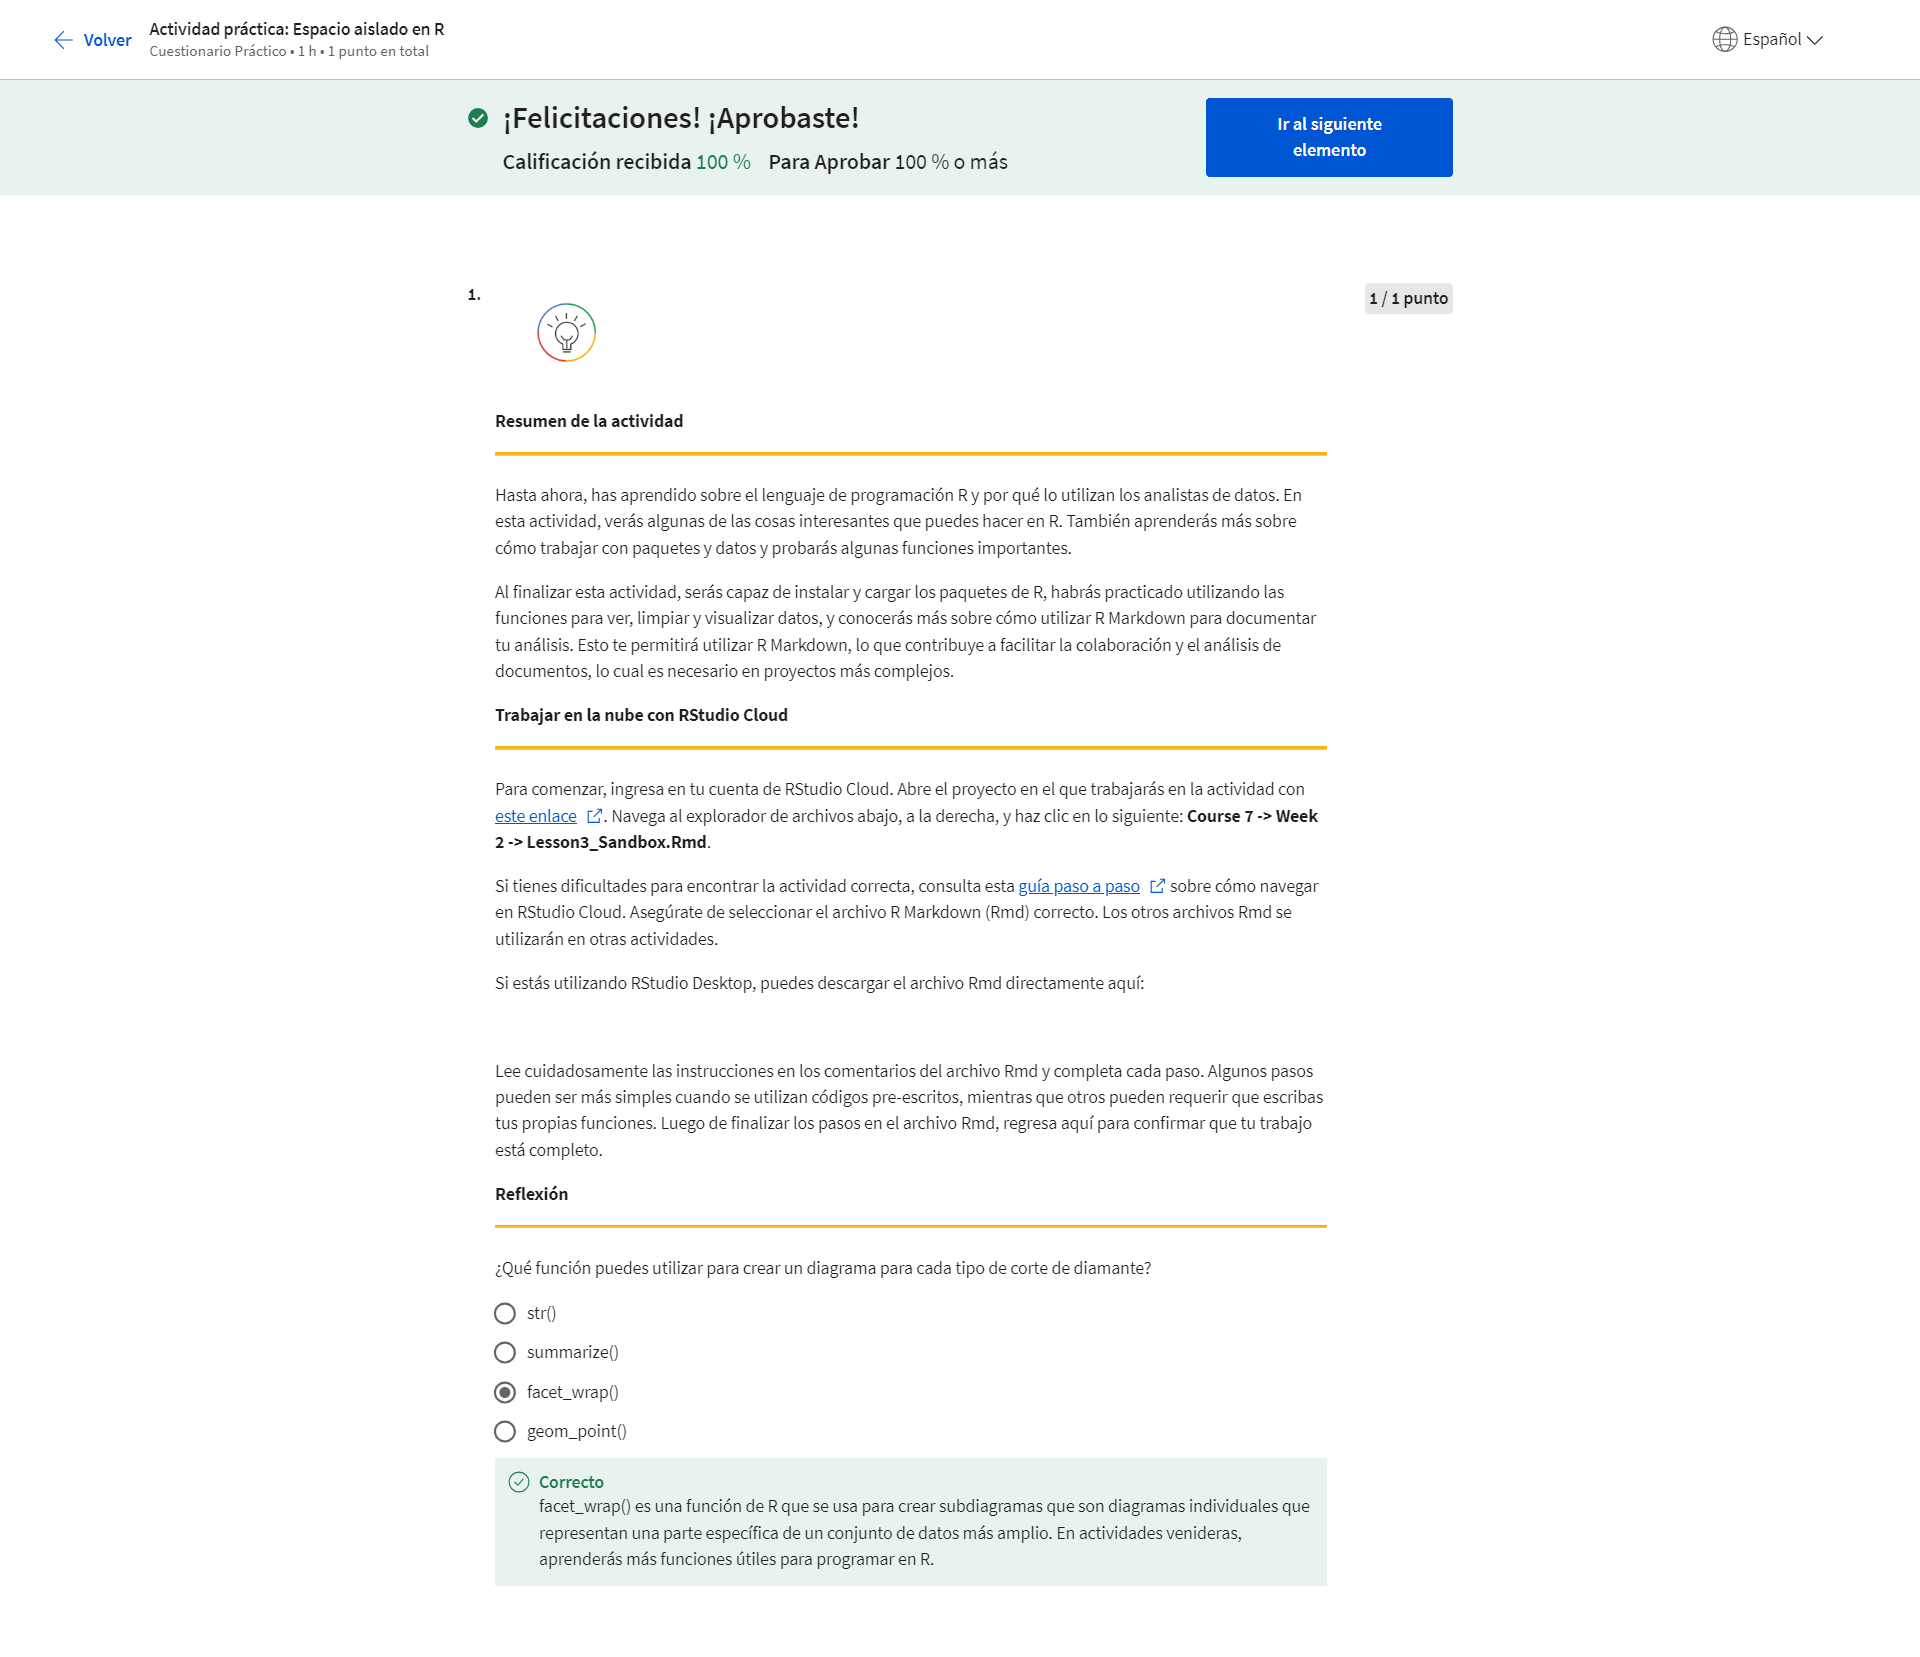 Volver
Actividad práctica: Espacio aislado en R
Cuestionario Práctico • 1 h • 1 punto en total
Español
¡Felicitaciones! ¡Aprobaste!
Calificación recibida 100 % Para Aprobar 100 % o más
Ir al siguiente
elemento
1.
1 / 1 punto
Resumen de la actividad
Hasta ahora, has aprendido sobre el lenguaje de programación R y por qué lo utilizan los analistas de datos. En
esta actividad, verás algunas de las cosas interesantes que puedes hacer en R. También aprenderás más sobre
cómo trabajar con paquetes y datos y probarás algunas funciones importantes.
Al finalizar esta actividad, serás capaz de instalar y cargar los paquetes de R, habrás practicado utilizando las
funciones para ver, limpiar y visualizar datos, y conocerás más sobre cómo utilizar R Markdown para documentar
tu análisis. Esto te permitirá utilizar R Markdown, lo que contribuye a facilitar la colaboración y el análisis de
documentos, lo cual es necesario en proyectos más complejos.
Trabajar en la nube con RStudio Cloud
Para comenzar, ingresa en tu cuenta de RStudio Cloud. Abre el proyecto en el que trabajarás en la actividad con
este enlace. Navega al explorador de archivos abajo, a la derecha, y haz clic en lo siguiente: Course 7 -> Week
2 -> Lesson3_Sandbox.Rmd.
Si tienes dificultades para encontrar la actividad correcta, consulta esta guía paso a paso sobre cómo navegar
en RStudio Cloud. Asegúrate de seleccionar el archivo R Markdown (Rmd) correcto. Los otros archivos Rmd se
utilizarán en otras actividades.
Si estás utilizando RStudio Desktop, puedes descargar el archivo Rmd directamente aquí:
Lee cuidadosamente las instrucciones en los comentarios del archivo Rmd y completa cada paso. Algunos pasos
pueden ser más simples cuando se utilizan códigos pre-escritos, mientras que otros pueden requerir que escribas
tus propias funciones. Luego de finalizar los pasos en el archivo Rmd, regresa aquí para confirmar que tu trabajo
está completo.
Reflexión
¿Qué función puedes utilizar para crear un diagrama para cada tipo de corte de diamante?
str()
summarize()
facet_wrap()
geom_point()
Correcto
facet_wrap() es una función de R que se usa para crear subdiagramas que son diagramas individuales que
representan una parte específica de un conjunto de datos más amplio. En actividades venideras,
aprenderás más funciones útiles para programar en R.